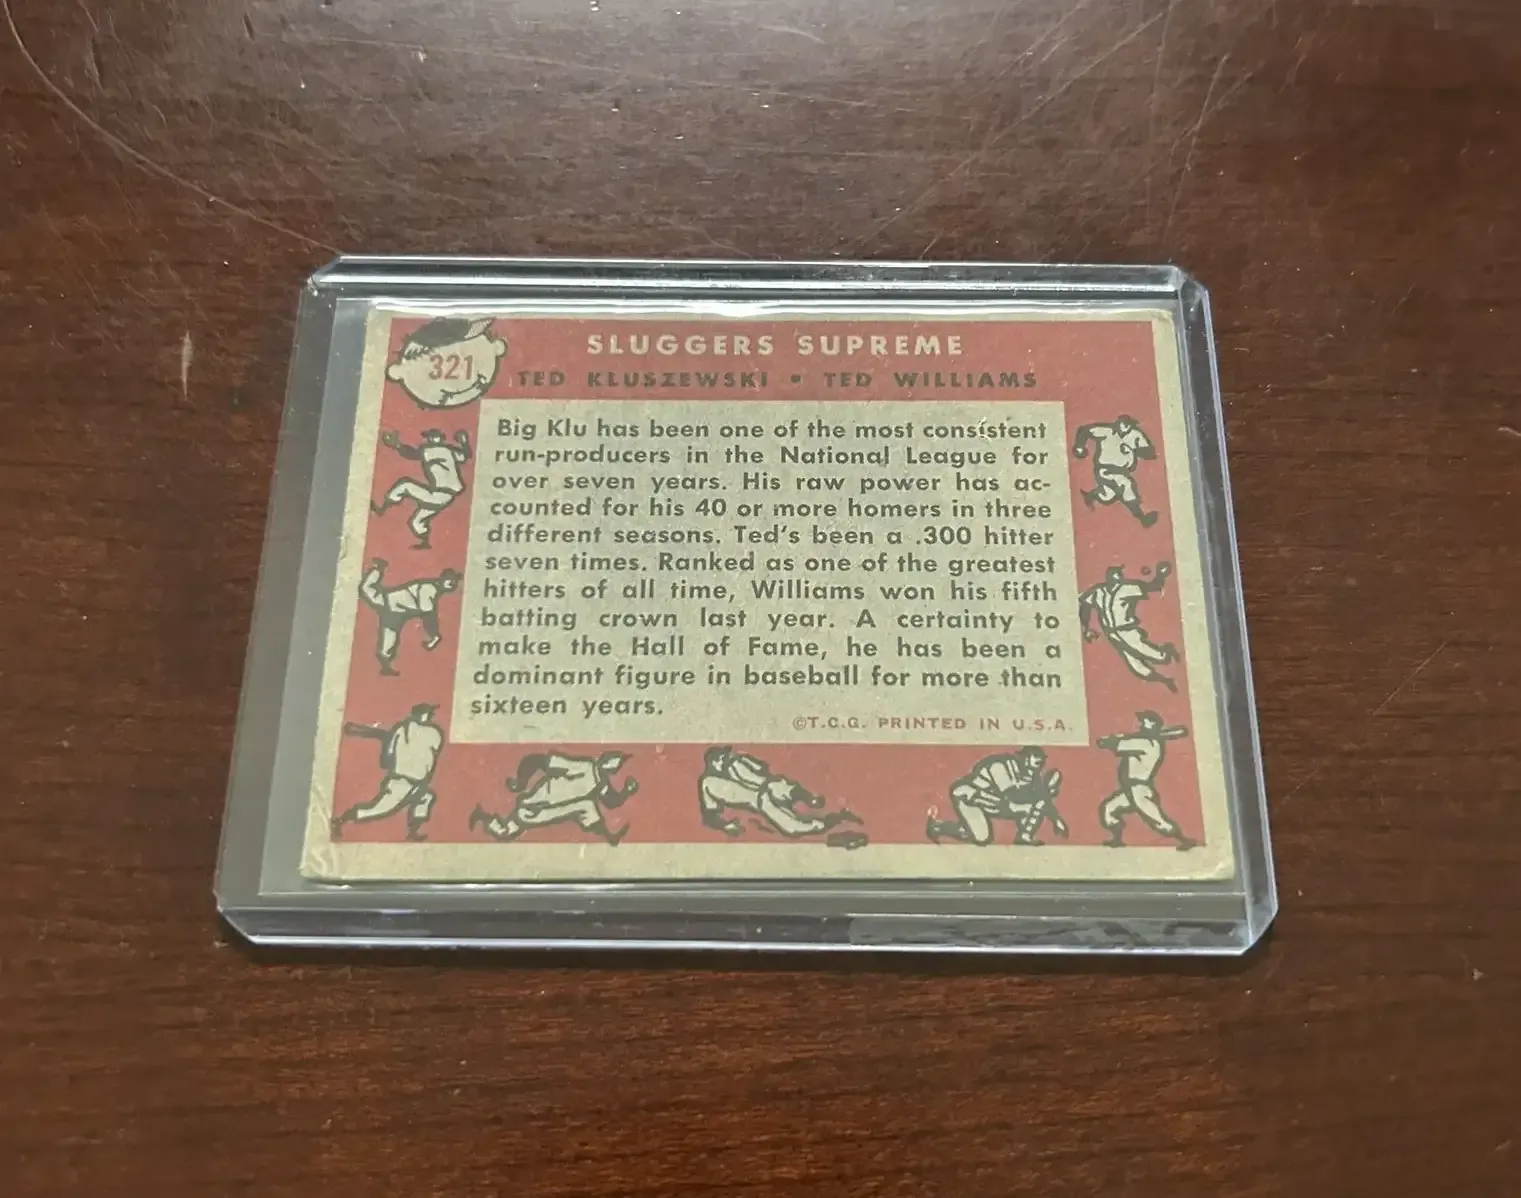 321
SLUGGERS SUPREME
TED KLUSZEWSKI • TED WILLIAMS
Big Klu has been one of the most consistent
run-producers in the National League for
over seven years. His raw power has ac-
counted for his 40 or more homers in three
different seasons. Ted's been a .300 hitter
seven times. Ranked as one of the greatest
hitters of all time, Williams won his fifth
batting crown last year. A certainty to
make the Hall of Fame, he has been a
dominant figure in baseball for more than
sixteen years.
©T.C.G. PRINTED IN U.S.A.